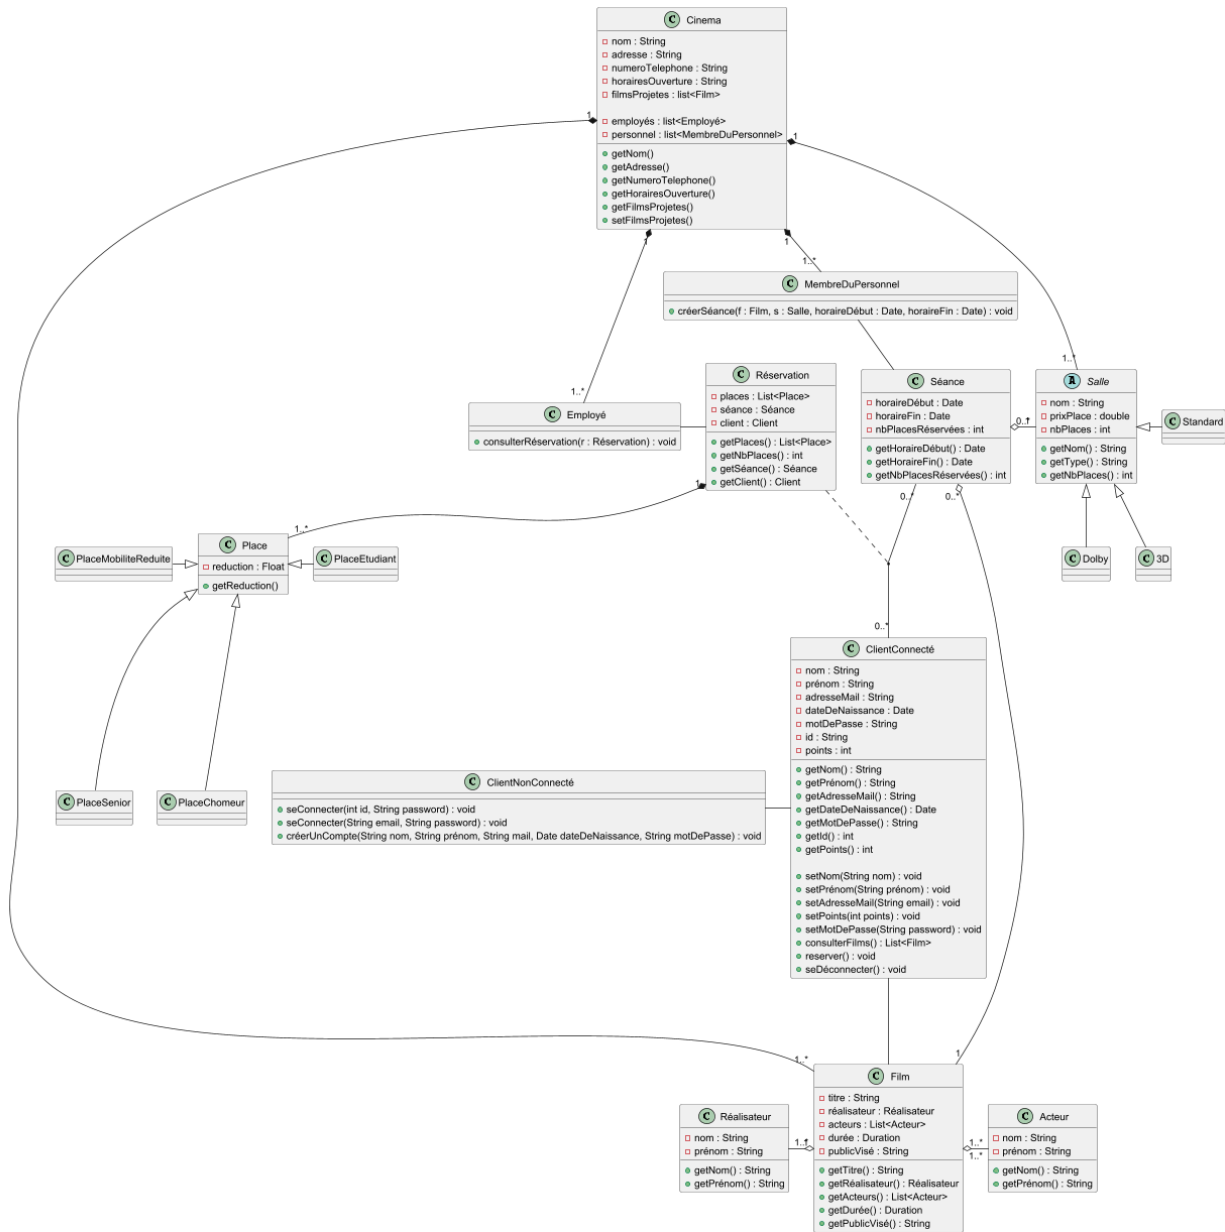 C Cinema
nom : String
adresse : String
numeroTelephone : String
horairesOuverture : String
filmsProjetes : list<Film>
employés : list<Employé>
personnel : list<MembreDuPersonnel>
getNom()
getAdresse()
getNumeroTelephone()
getHorairesOuverture()
getFilmsProjetes()
setFilmsProjetes()
1
1
1
1
1..*
C MembreDuPersonnel
créerSéance(f : Film, s : Salle, horaireDébut : Date, horaireFin : Date) : void
1..*
C Employé
consulterRéservation(r : Réservation) : void
C Réservation
places : List<Place>
séance : Séance
client : Client
getPlaces() : List<Place>
getNbPlaces() : int
getSéance() : Séance
getClient() : Client
1
C Séance
horaireDébut : Date
horaireFin : Date
nbPlacesRéservées : int
getHoraireDébut() : Date
getHoraireFin() : Date
getNbPlacesRéservées() : int
0..*
0..*
1..*
A Salle
nom : String
prixPlace : double
nbPlaces : int
getNom() : String
getType() : String
getNbPlaces() : int
C Standard
C Dolby
C 3D
1..*
C Place
reduction : Float
getReduction()
C PlaceMobiliteReduite
C PlaceEtudiant
C PlaceSenior
C PlaceChomeur
0..*
C ClientConnecté
nom : String
prénom : String
adresseMail : String
dateDeNaissance : Date
motDePasse : String
id : String
points : int
getNom() : String
getPrénom() : String
getAdresseMail() : String
getDateDeNaissance() : Date
getMotDePasse() : String
getId() : int
getPoints() : int
setNom(String nom) : void
setPrénom(String prénom) : void
setAdresseMail(String email) : void
setPoints(int points) : void
setMotDePasse(String password) : void
consulterFilms() : List<Film>
reserver() : void
seDéconnecter() : void
C ClientNonConnecté
seConnecter(int id, String password) : void
seConnecter(String email, String password) : void
créerUnCompte(String nom, String prénom, String mail, Date dateDeNaissance, String motDePasse) : void
1..*
1
C Film
titre : String
réalisateur : Réalisateur
acteurs : List<Acteur>
durée : Duration
publicVisé : String
getTitre() : String
getRéalisateur() : Réalisateur
getActeurs() : List<Acteur>
getDurée() : Duration
getPublicVisé() : String
C Réalisateur
nom : String
prénom : String
getNom() : String
getPrénom() : String
1..*
1..*
C Acteur
nom : String
prénom : String
getNom() : String
getPrénom() : String